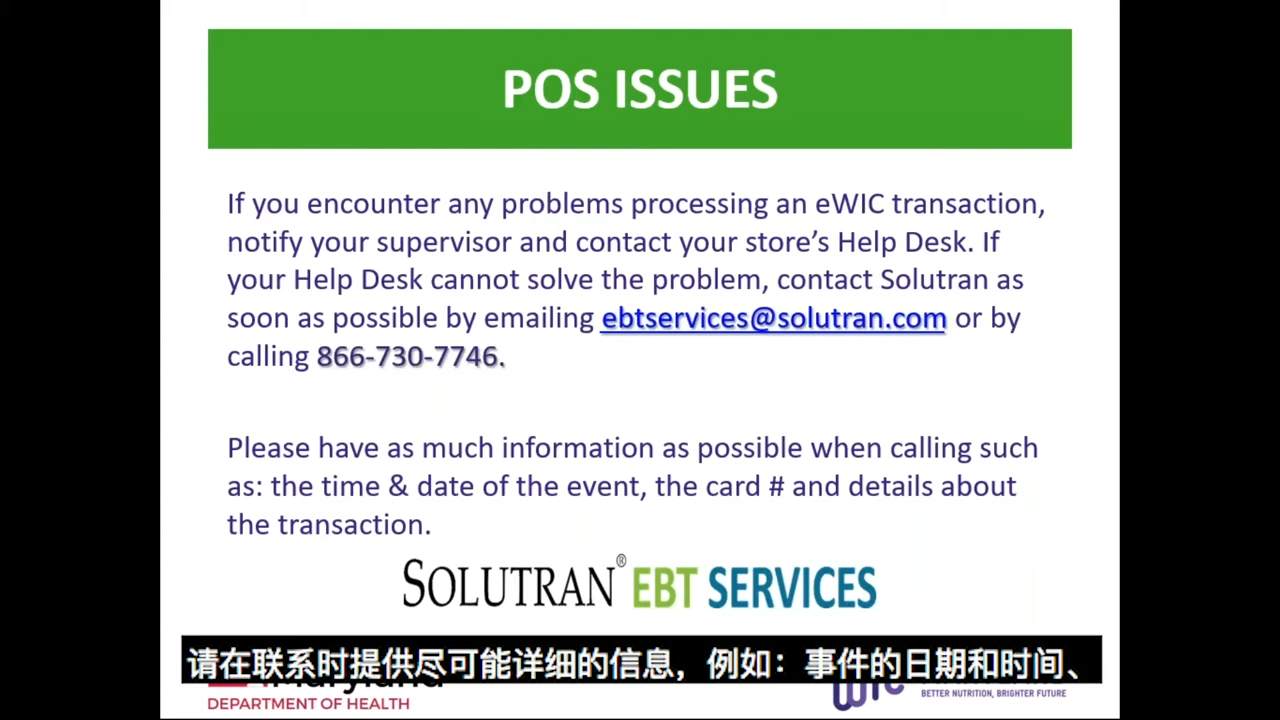 POS ISSUES
If you encounter any problems processing an eWIC transaction,
notify your supervisor and contact your store’s Help Desk. If
your Help Desk cannot solve the problem, contact Solutran as
soon as possible by emailing ebtservices@solutran.com or by
calling 866-730-7746.
Please have as much information as possible when calling such
as: the time & date of the event, the card # and details about
the transaction.
SOLUTRAN® EBT SERVICES
请在联系时提供尽可能详细的信息，例如：事件的日期和时间、
DEPARTMENT OF HEALTH
WIC
BETTER NUTRITION, BRIGHTER FUTURE